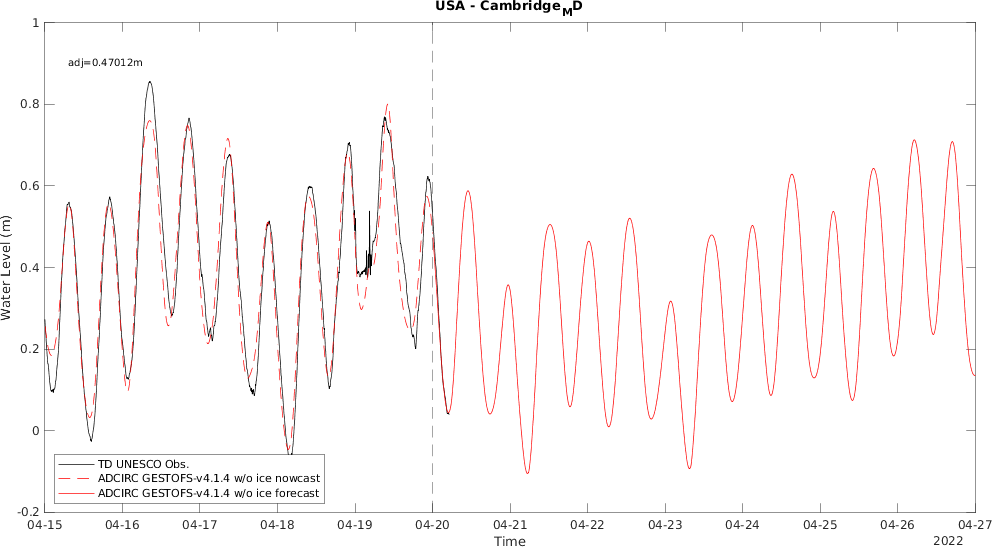 USA - Cambridge_MD
adj=0.47012m
1
0.8
0.6
0.4
0.2
0
-0.2
Water Level (m)
TD UNESCO Obs.
ADCIRC GESTOFS-v4.1.4 w/o ice nowcast
ADCIRC GESTOFS-v4.1.4 w/o ice forecast
04-15 04-16 04-17 04-18 04-19 04-20 04-21 04-22 04-23 04-24 04-25 04-26 04-27
Time
2022